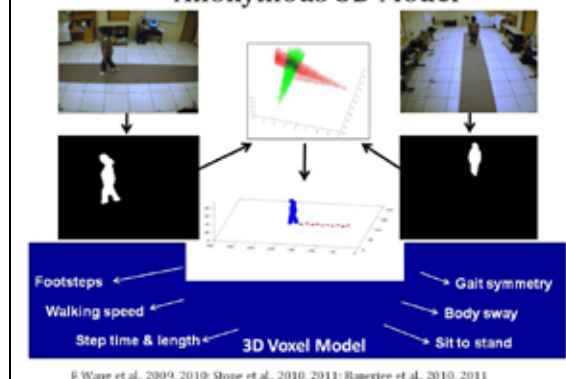 Anonymous 3D Model
Footsteps
Gait symmetry
Walking speed
Body sway
Step time & length
Sit to stand
3D Voxel Model
F. Wang et al., 2009, 2010; Stone et al., 2010, 2011; Banerjee et al., 2010, 2011